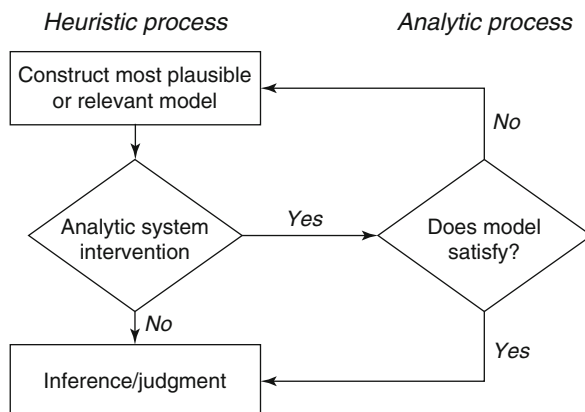 Heuristic process
Analytic process
Construct most plausible
or relevant model
No
Analytic system
intervention
Yes
Does model
satisfy?
No
Yes
Inference/judgment